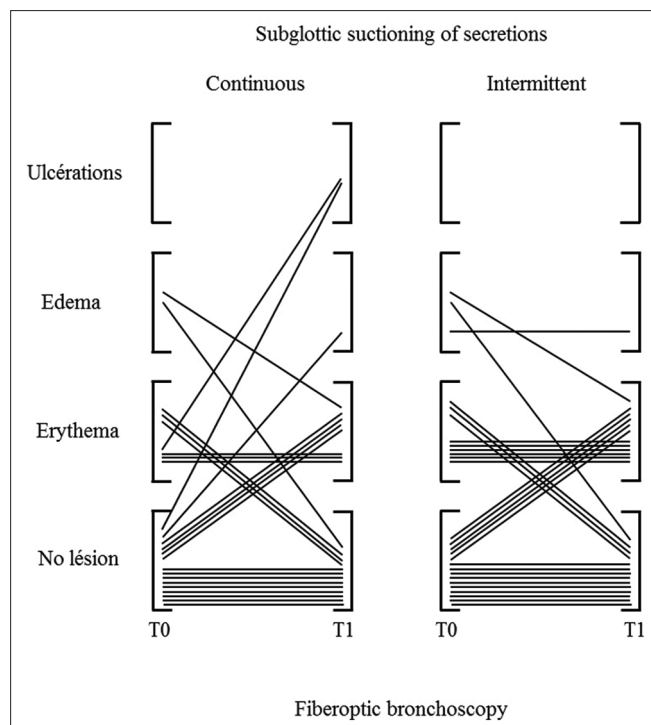 Subglottic suctioning of secretions
Continuous Intermittent
Ulcérations
Edema
Erythema
No lésion
T0 T1 T0 T1
Fiberoptic bronchoscopy